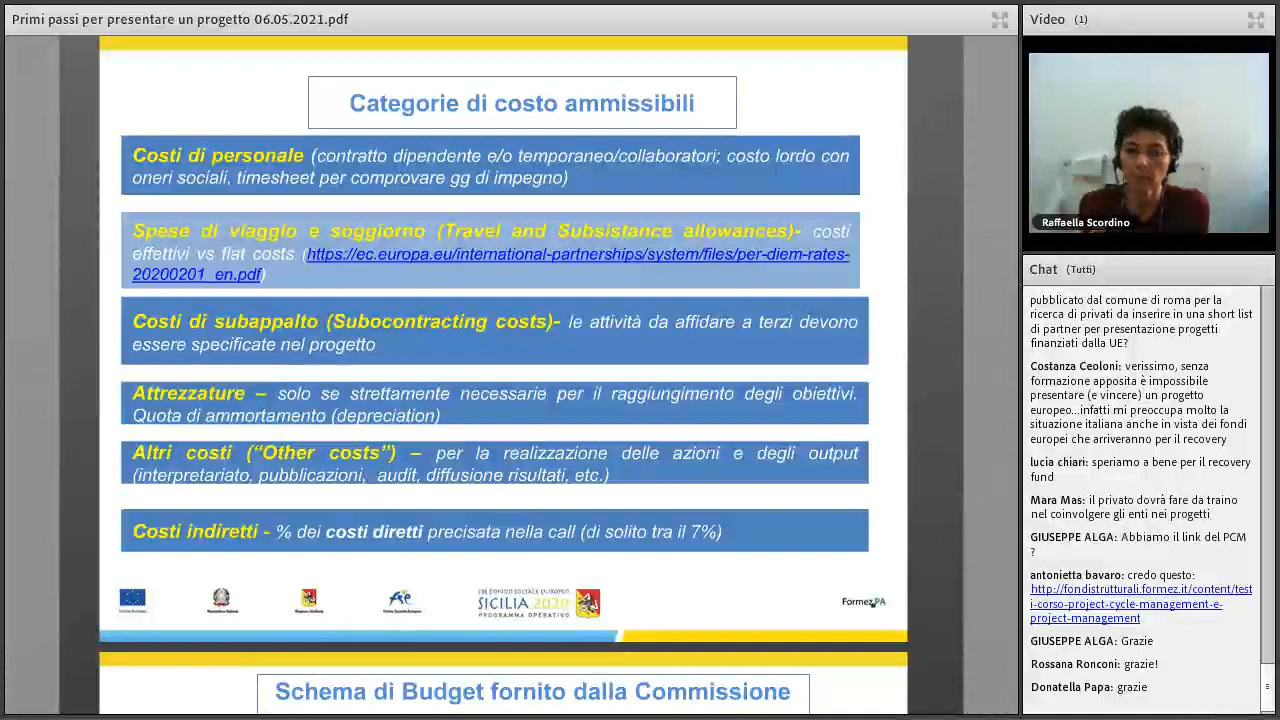 Primi passi per presentare un progetto 06.05.2021.pdf
Categorie di costo ammissibili
Costi di personale (contratto dipendente e/o temporaneo/collaboratori; costo lordo con
oneri sociali, timesheet per comprovare gg di impegno)
Spese di viaggio e soggiorno (Travel and Subsistance allowances)- costi
effettivi vs flat costs (https://ec.europa.eu/international-partnerships/system/files/per-diem-rates-
20200201_en.pdf)
Costi di subappalto (Subocontracting costs)- le attività da affidare a terzi devono
essere specificate nel progetto
Attrezzature – solo se strettamente necessarie per il raggiungimento degli obiettivi.
Quota di ammortamento (depreciation)
Altri costi (“Other costs”) – per la realizzazione delle azioni e degli output
(interpretariato, pubblicazioni, audit, diffusione risultati, etc.)
Costi indiretti - % dei costi diretti precisata nella call (di solito tra il 7%)
SICILIA 2020
PROGRAMMA OPERATIVO
Formez PA
Schema di Budget fornito dalla Commissione
Video (1)
Raffaella Scordino
Chat (Tutti)
pubblicato dal comune di roma per la
ricerca di privati da inserire in una short list
di partner per presentazione progetti
finanziati dalla UE?
Costanza Ceoloni: verissimo, senza
formazione apposita è impossibile
presentare (e vincere) un progetto
europeo...infatti mi preoccupa molto la
situazione italiana anche in vista dei fondi
europei che arriveranno per il recovery
lucia chiari: speriamo a bene per il recovery
fund
Mara Mas: il privato dovrà fare da traino
nel coinvolgere gli enti nei progetti
GIUSEPPE ALGA: Abbiamo il link del PCM
?
antonietta bavaro: credo questo:
http://fondistrutturali.formez.it/content/test
i-corso-project-cycle-management-e-
project-management
GIUSEPPE ALGA: Grazie
Rossana Ronconi: grazie!
Donatella Papa: grazie